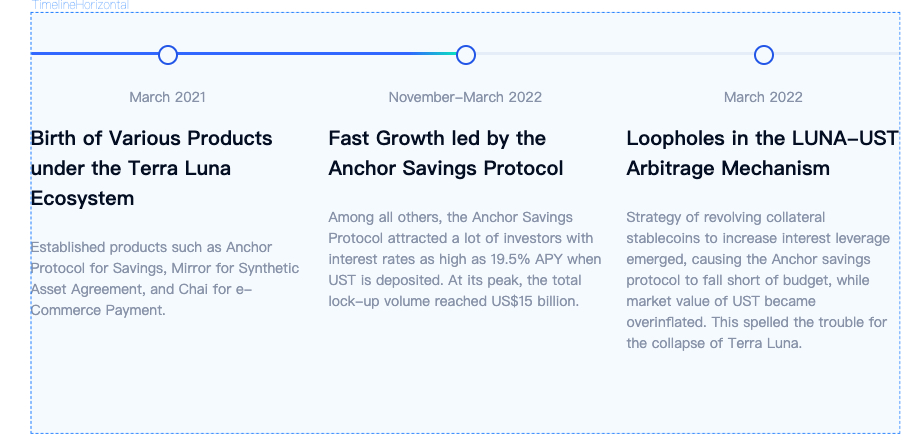 TimelineHorizontal
March 2021
Birth of Various Products
under the Terra Luna
Ecosystem
Established products such as Anchor
Protocol for Savings, Mirror for Synthetic
Asset Agreement, and Chai for e-
Commerce Payment.
November-March 2022
Fast Growth led by the
Anchor Savings Protocol
Among all others, the Anchor Savings
Protocol attracted a lot of investors with
interest rates as high as 19.5% APY when
UST is deposited. At its peak, the total
lock-up volume reached US$15 billion.
March 2022
Loopholes in the LUNA-UST
Arbitrage Mechanism
Strategy of revolving collateral
stablecoins to increase interest leverage
emerged, causing the Anchor savings
protocol to fall short of budget, while
market value of UST became
overinflated. This spelled the trouble for
the collapse of Terra Luna.